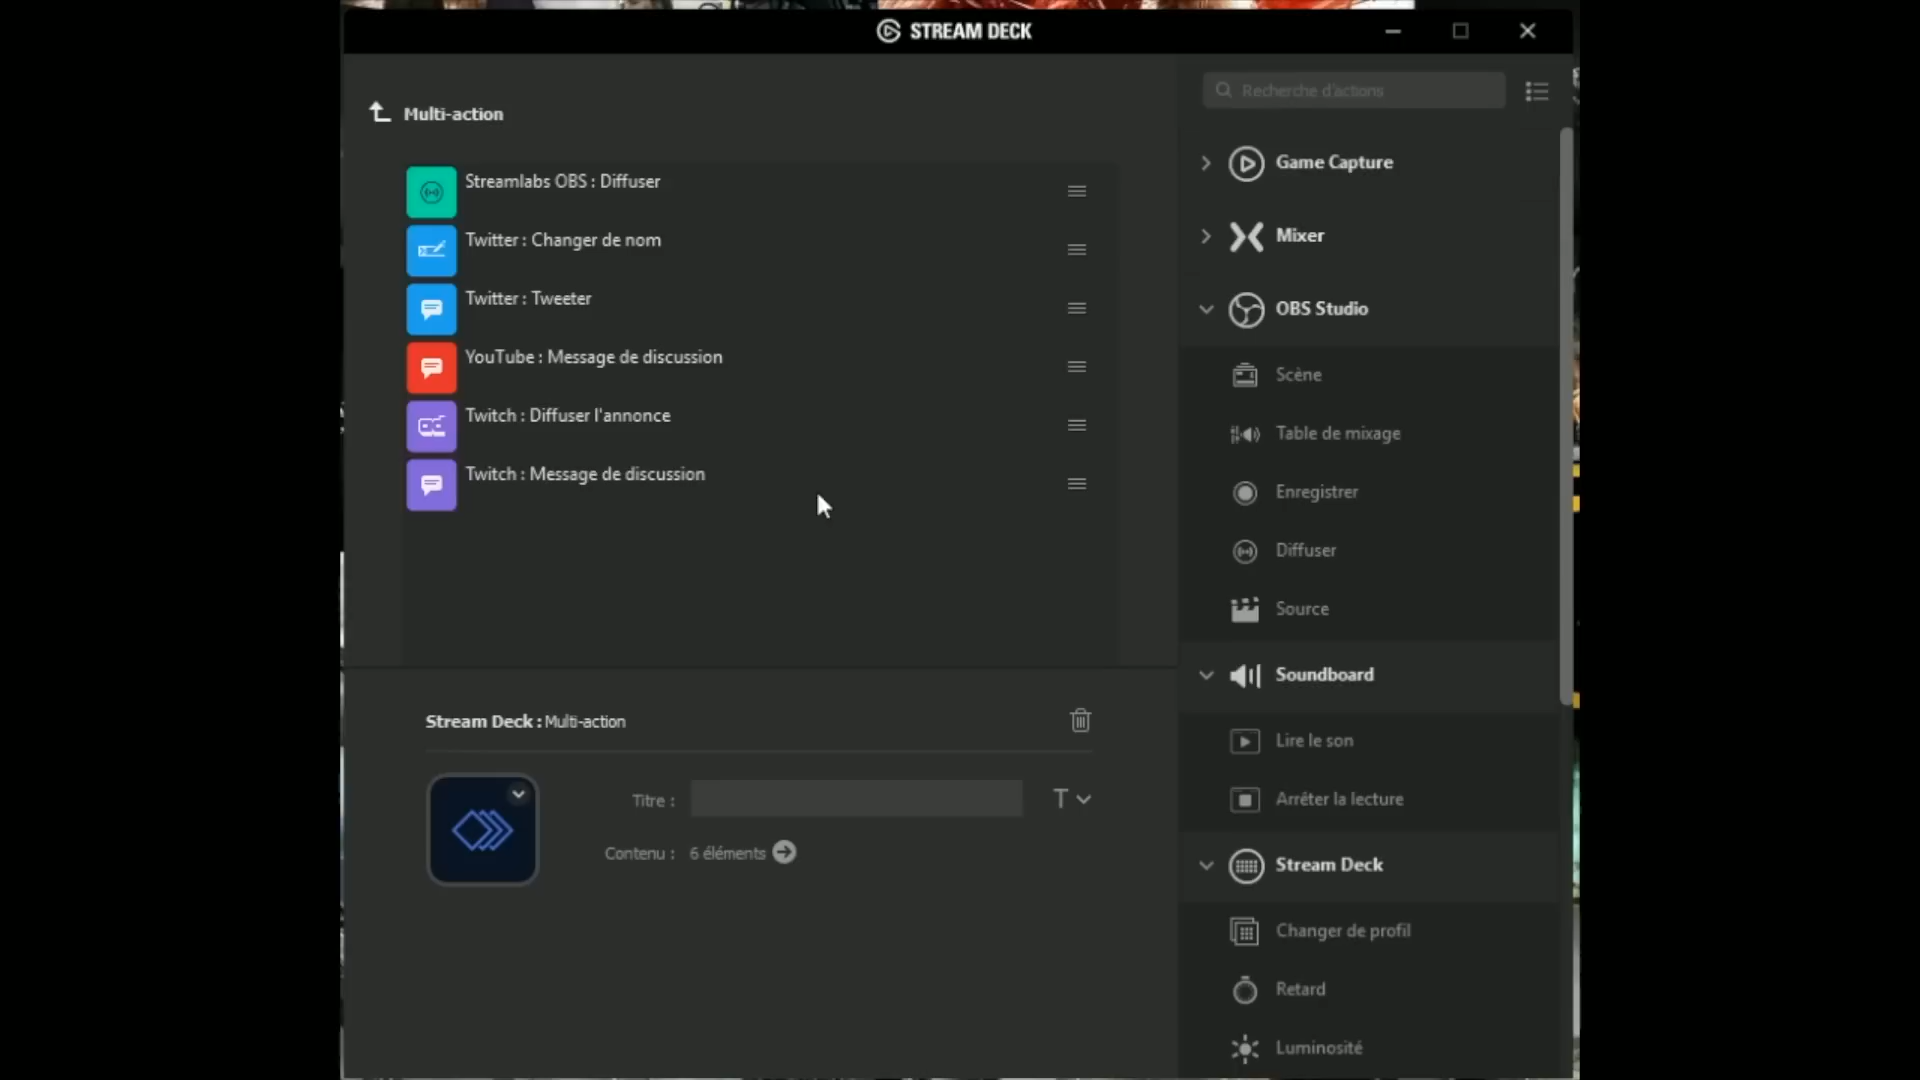 STREAM DECK
Multi-action
Streamlabs OBS : Diffuser
Twitter : Changer de nom
Twitter : Tweeter
YouTube : Message de discussion
Twitch : Diffuser l'annonce
Twitch : Message de discussion
Stream Deck : Multi-action
Titre :
T
Contenu : 6 éléments
Recherche d'actions
Game Capture
Mixer
OBS Studio
Scène
Table de mixage
Enregistrer
Diffuser
Source
Soundboard
Lire le son
Arrêter la lecture
Stream Deck
Changer de profil
Retard
Luminosité